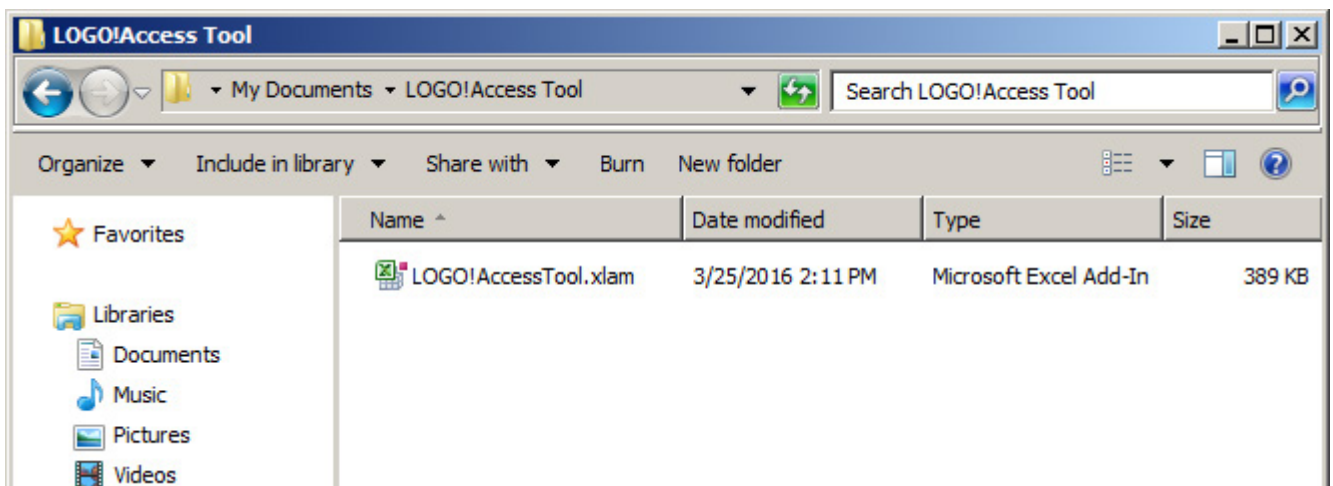 LOGO!Access Tool
My Documents LOGO!Access Tool Search LOGO!Access Tool
Organize Include in library Share with Burn New folder
Name Date modified Type Size
Favorites
LOGO!AccessTool.xlam 3/25/2016 2:11 PM Microsoft Excel Add-In 389 KB
Libraries
Documents
Music
Pictures
Videos